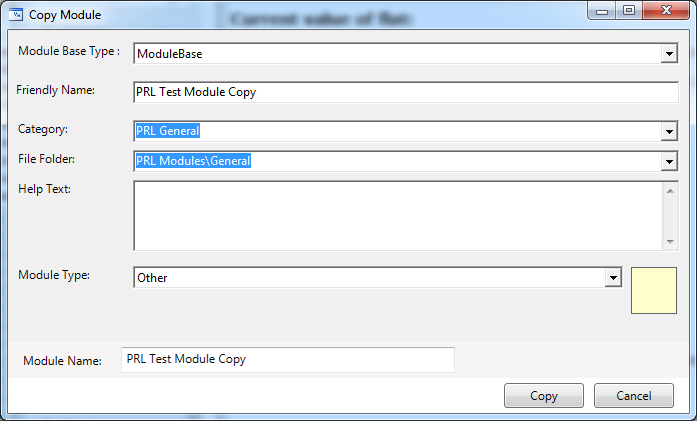 Current value of flat:
Copy Module
Module Base Type :
ModuleBase
Friendly Name:
PRL Test Module Copy
Category:
PRL General
File Folder:
PRL Modules\General
Help Text:
Module Type:
Other
Module Name:
PRL Test Module Copy
Copy
Cancel